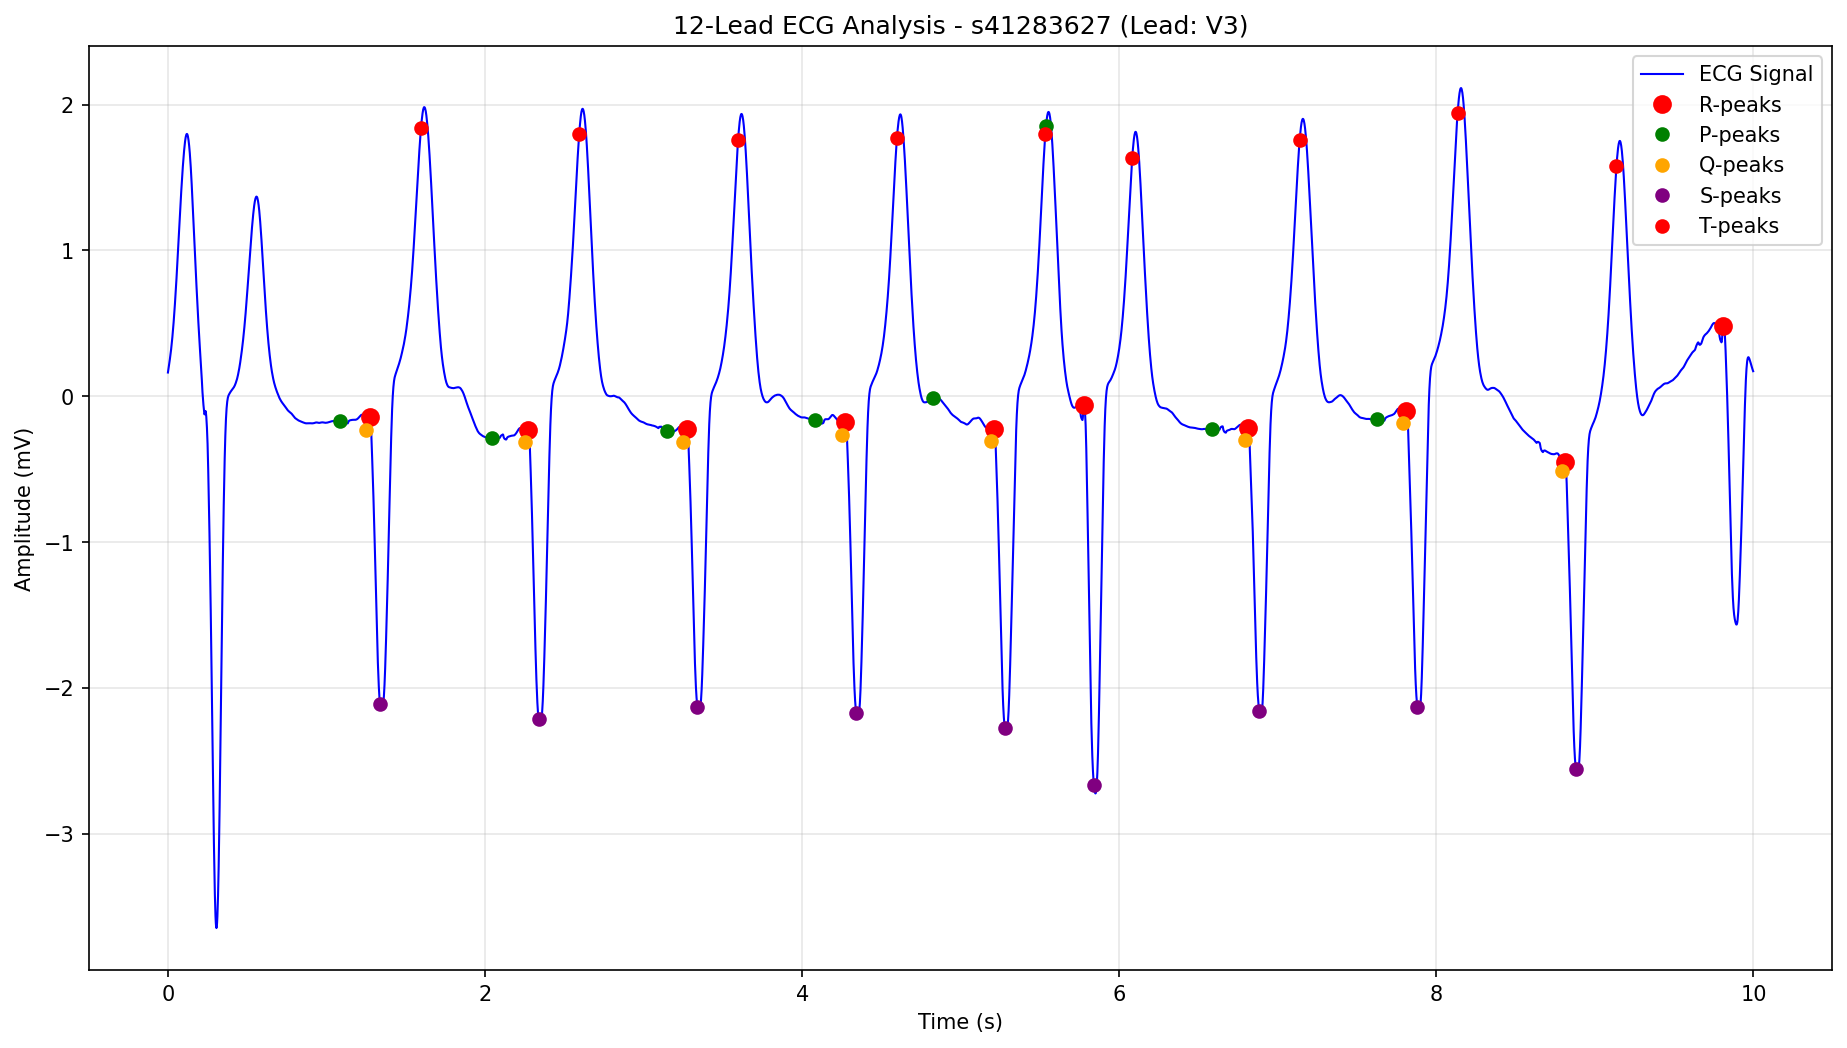 12-Lead ECG Analysis - s41283627 (Lead: V3)
ECG Signal
R-peaks
P-peaks
Q-peaks
S-peaks
T-peaks
2
1
0
−1
−2
−3
Amplitude (mV)
0 2 4 6 8 10
Time (s)